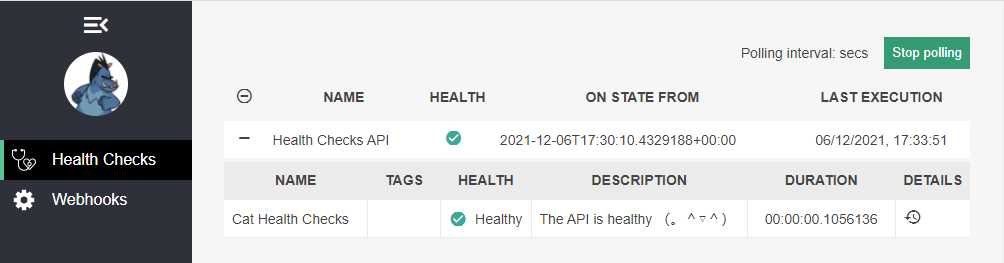 Polling interval: secs Stop polling
NAME HEALTH ON STATE FROM LAST EXECUTION
Health Checks API 2021-12-06T17:30:10.4329188+00:00 06/12/2021, 17:33:51
Health Checks
NAME TAGS HEALTH DESCRIPTION DURATION DETAILS
Webhooks
Cat Health Checks Healthy The API is healthy （。＾▽＾） 00:00:00.1056136